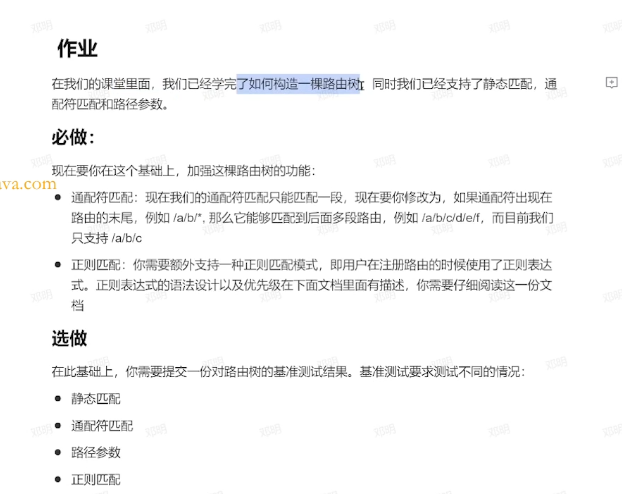 作业
在我们的课堂里面，我们已经学完了如何构造一棵路由树，同时我们已经支持了静态匹配，通
配符匹配和路径参数。
必做：
现在要你在这个基础上，加强这棵路由树的功能：
ava.com
通配符匹配：现在我们的通配符匹配只能匹配一段，现在要你修改为，如果通配符出现在
路由的末尾，例如 /a/b/*, 那么它能够匹配到后面多段路由，例如 /a/b/c/d/e/f，而目前我们
只支持 /a/b/c
正则匹配：你需要额外支持一种正则匹配模式，即用户在注册路由的时候使用了正则表达
式。正则表达式的语法设计以及优先级在下面文档里面有描述，你需要仔细阅读这一份文
档
选做
在此基础上，你需要提交一份对路由树的基准测试结果。基准测试要求测试不同的情况：
静态匹配
通配符匹配
路径参数
正则匹配